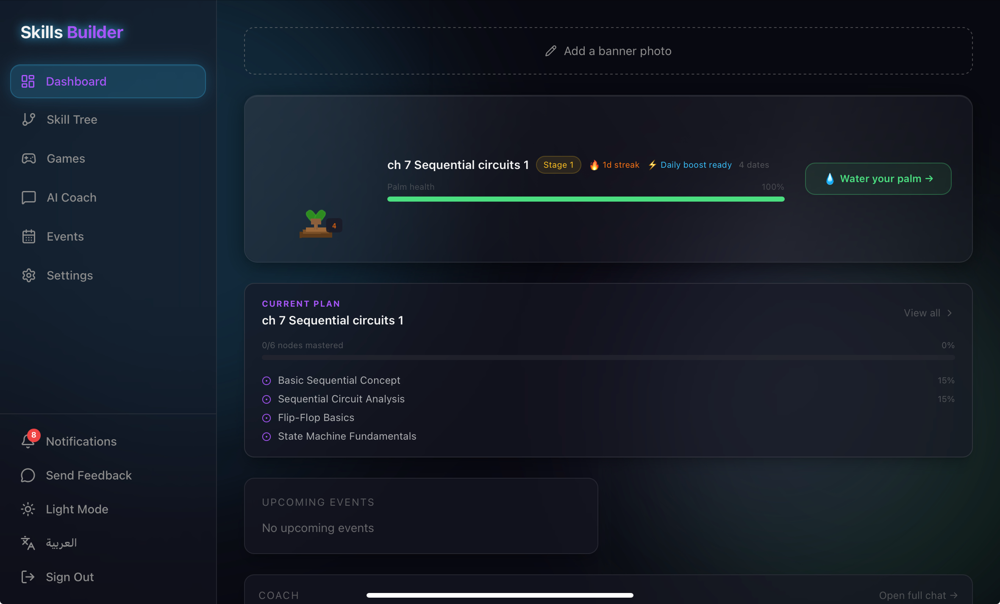 Skills Builder
Dashboard
Skill Tree
Games
AI Coach
Events
Settings
8
Notifications
Send Feedback
Light Mode
العربية
Sign Out
Add a banner photo
ch 7 Sequential circuits 1 Stage 1 🔥 1d streak ⚡ Daily boost ready 4 dates
Palm health 100%
💧 Water your palm →
4
CURRENT PLAN
ch 7 Sequential circuits 1
View all >
0/6 nodes mastered 0%
Basic Sequential Concept 15%
Sequential Circuit Analysis 15%
Flip-Flop Basics
State Machine Fundamentals
UPCOMING EVENTS
No upcoming events
COACH Open full chat →